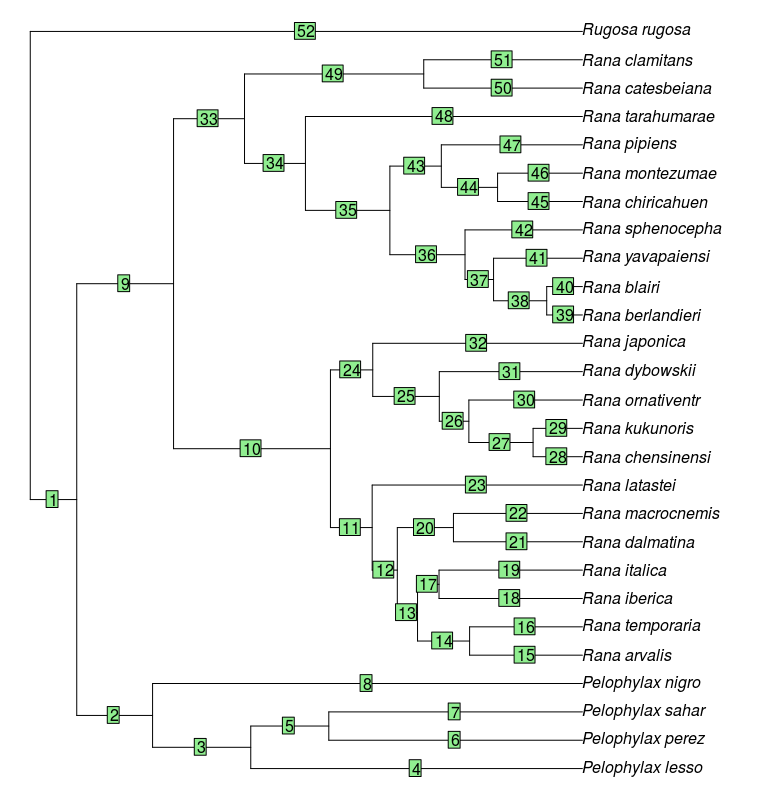 52 Rugosa rugosa
51 Rana clamitans
49
50 Rana catesbeiana
48 Rana tarahumarae
33
47 Rana pipiens
34 43
46 Rana montezumae
44
45 Rana chiricahuen
35
42 Rana sphenocepha
36
41 Rana yavapaiensi
37
9
40 Rana blairi
38
39 Rana berlandieri
32 Rana japonica
24 31 Rana dybowskii
25
30 Rana ornativentr
26
29 Rana kukunoris
27
10
28 Rana chensinensi
23 Rana latastei
1
22 Rana macrocnemis
11 20
21 Rana dalmatina
12 19 Rana italica
17
18 Rana iberica
13
16 Rana temporaria
14
15 Rana arvalis
8 Pelophylax nigro
7 Pelophylax sahar
2
5
6 Pelophylax perez
3
4 Pelophylax lesso